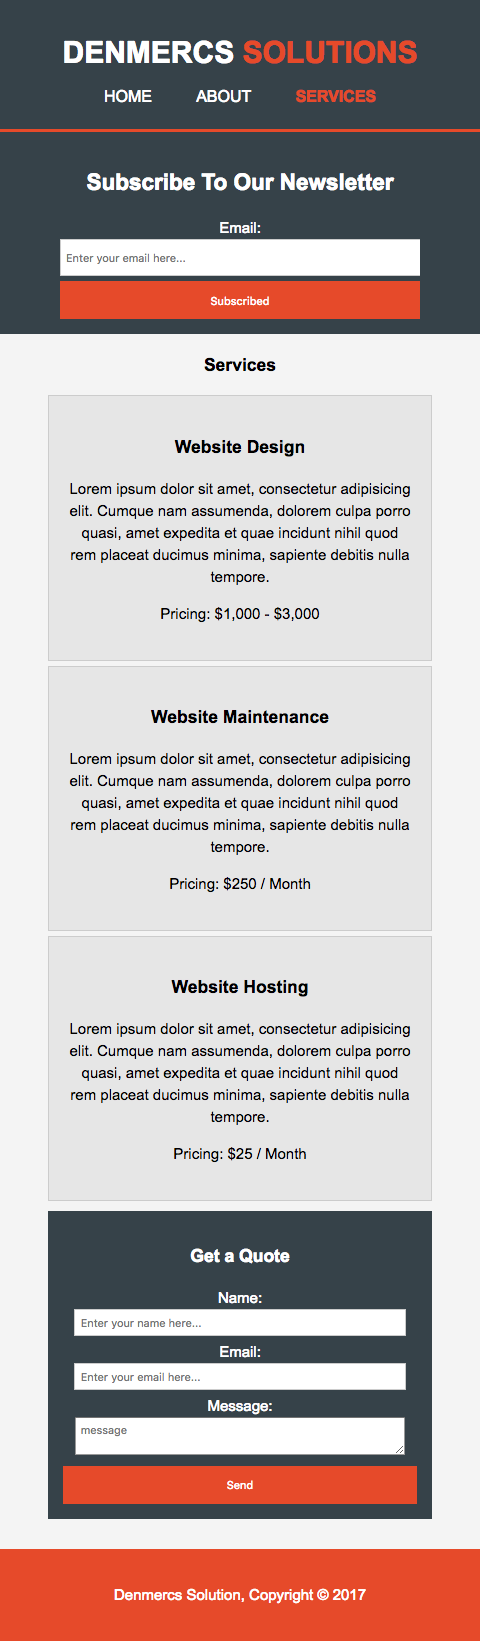 DENMERCS SOLUTIONS
HOME ABOUT SERVICES
Subscribe To Our Newsletter
Email:
Enter your email here...
Subscribed
Services
Website Design
Lorem ipsum dolor sit amet, consectetur adipisicing
elit. Cumque nam assumenda, dolorem culpa porro
quasi, amet expedita et quae incidunt nihil quod
rem placeat ducimus minima, sapiente debitis nulla
tempore.
Pricing: $1,000 - $3,000
Website Maintenance
Lorem ipsum dolor sit amet, consectetur adipisicing
elit. Cumque nam assumenda, dolorem culpa porro
quasi, amet expedita et quae incidunt nihil quod
rem placeat ducimus minima, sapiente debitis nulla
tempore.
Pricing: $250 / Month
Website Hosting
Lorem ipsum dolor sit amet, consectetur adipisicing
elit. Cumque nam assumenda, dolorem culpa porro
quasi, amet expedita et quae incidunt nihil quod
rem placeat ducimus minima, sapiente debitis nulla
tempore.
Pricing: $25 / Month
Get a Quote
Name:
Enter your name here...
Email:
Enter your email here...
Message:
message
Send
Denmercs Solution, Copyright © 2017